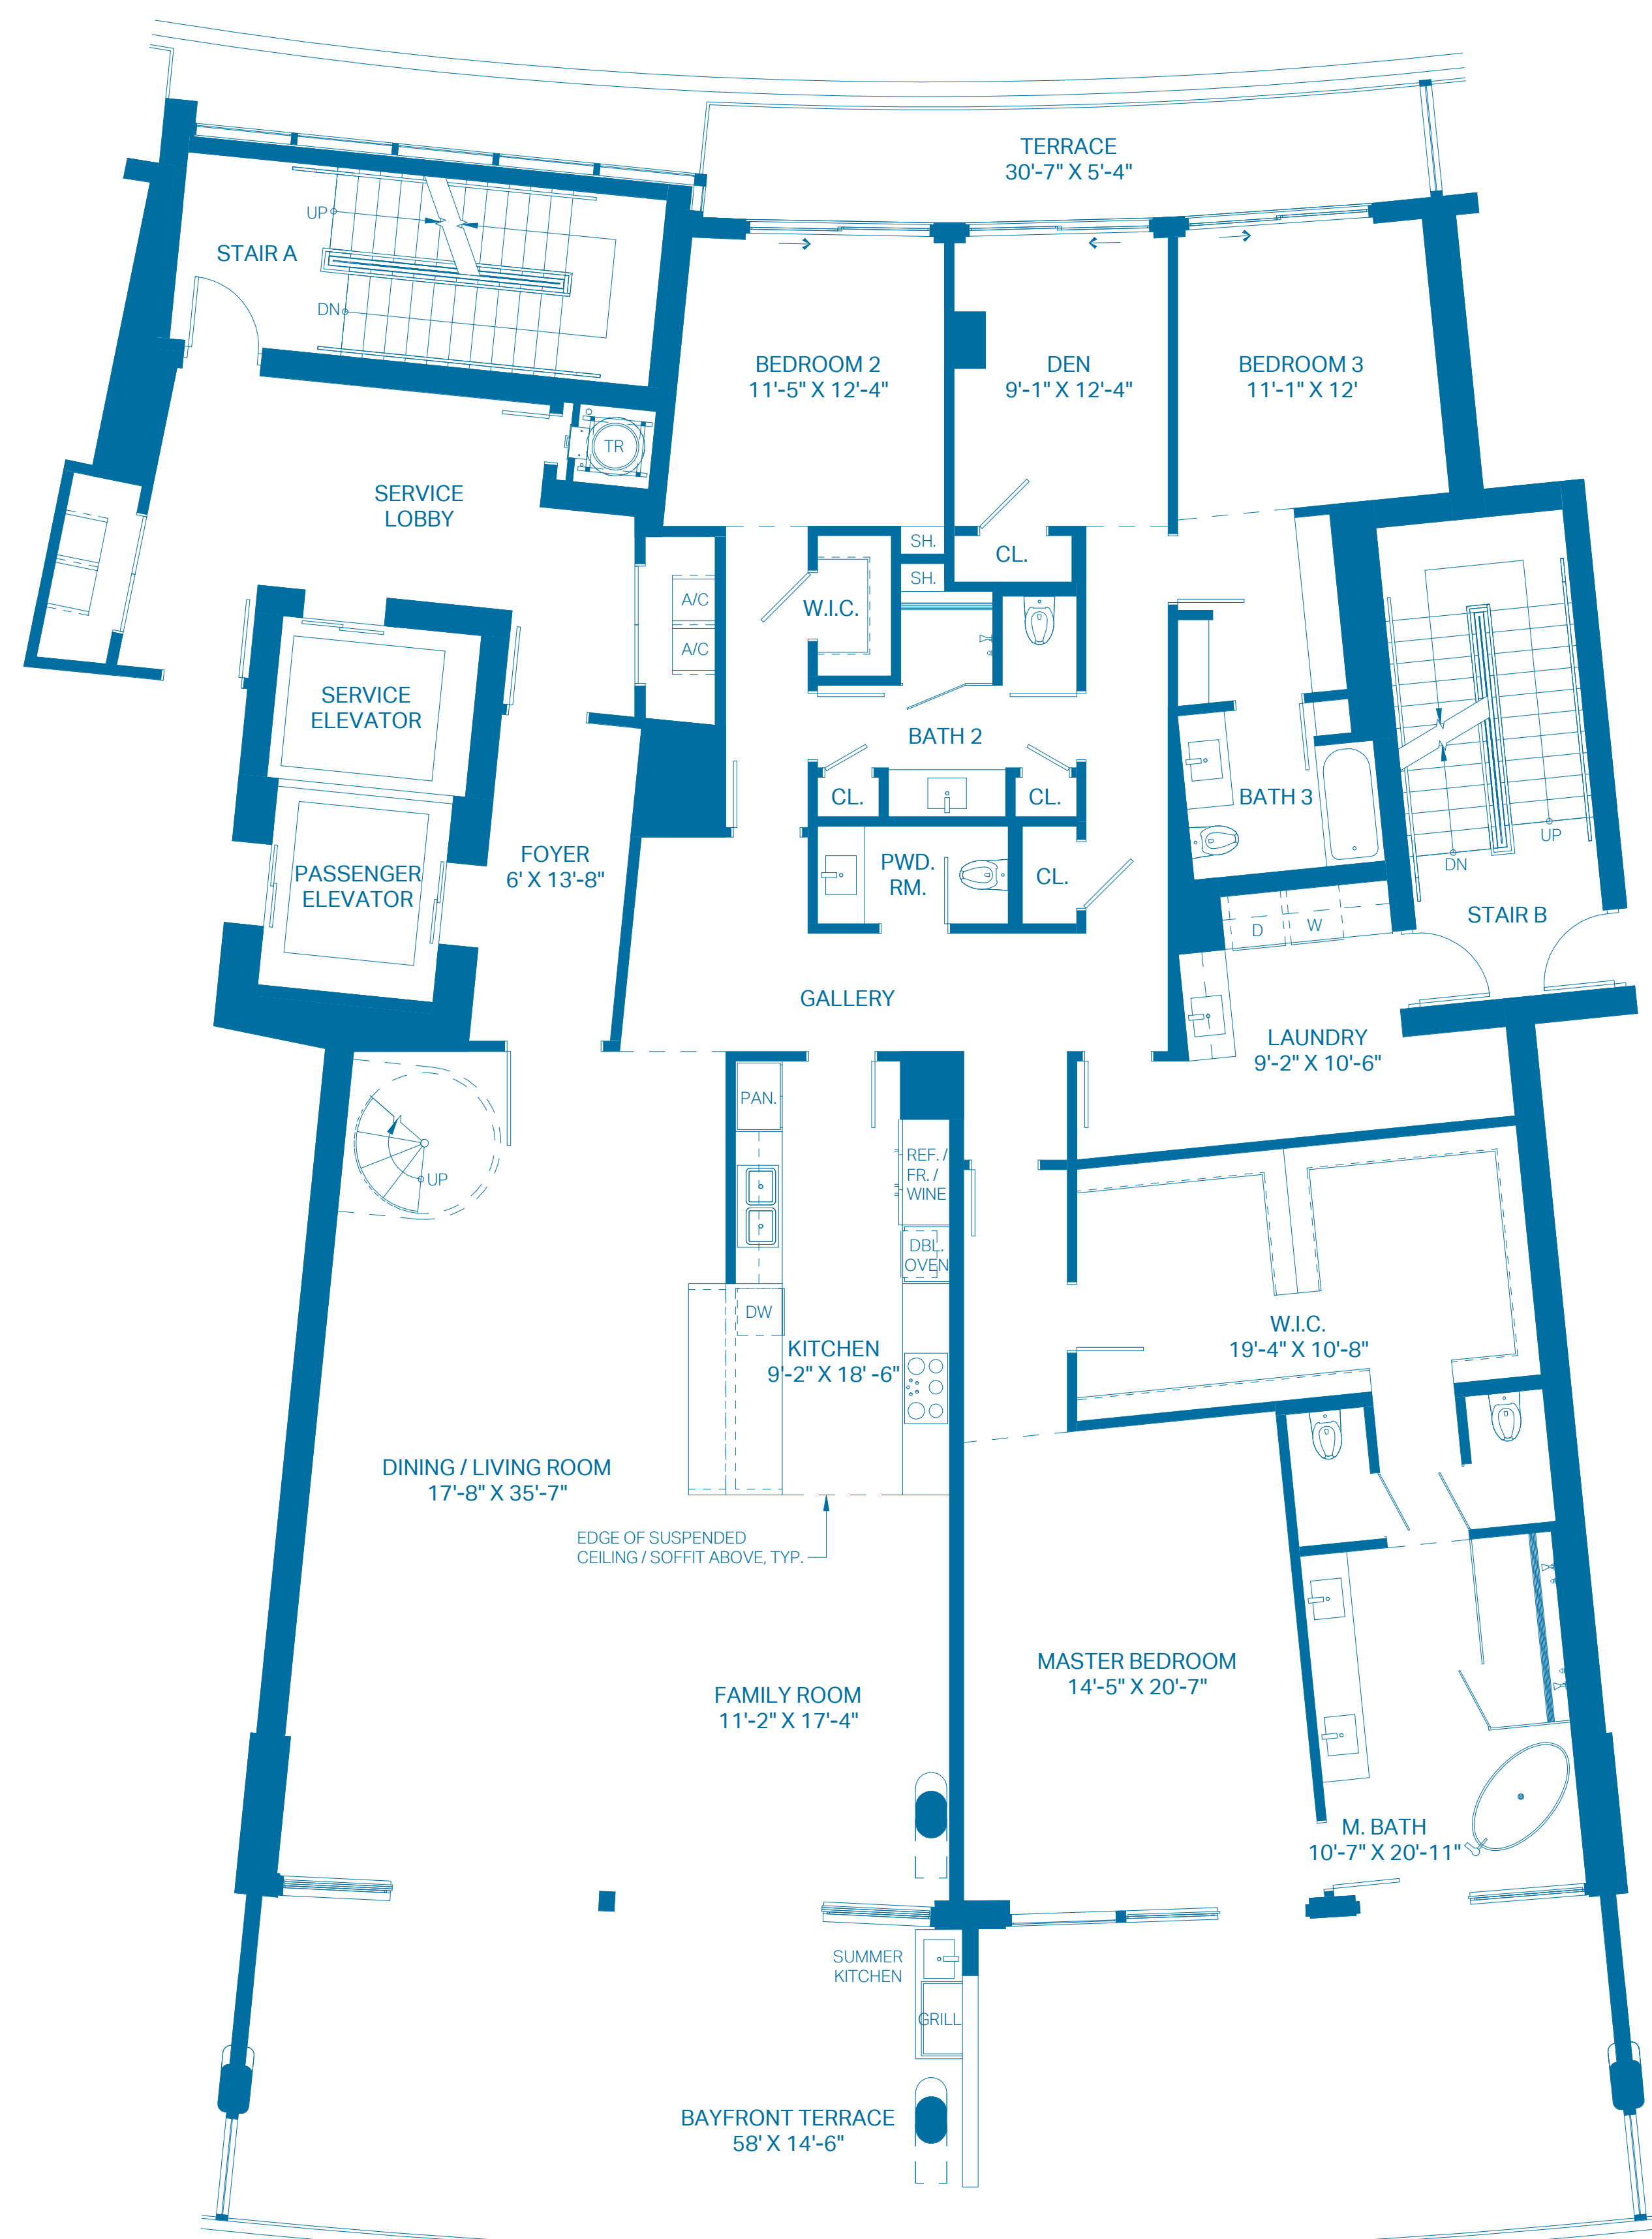 TERRACE
30'-7" X 5'-4"
UP
STAIR A
DN
BEDROOM 2
11'-5" X 12'-4"
DEN
9'-1" X 12'-4"
BEDROOM 3
11'-1" X 12'
TR
SERVICE
LOBBY
SH.
CL.
SH.
A/C
W.I.C.
A/C
SERVICE
ELEVATOR
BATH 2
CL.
CL.
BATH 3
UP
DN
FOYER
6' X 13'-8"
PASSENGER
ELEVATOR
PWD.
RM.
CL.
STAIR B
D
W
GALLERY
LAUNDRY
9'-2" X 10'-6"
PAN.
UP
REF. /
FR. /
WINE
DBL.
OVEN
DW
KITCHEN
9'-2" X 18' -6"
W.I.C.
19'-4" X 10'-8"
DINING / LIVING ROOM
17'-8" X 35'-7"
EDGE OF SUSPENDED
CEILING / SOFFIT ABOVE, TYP.
MASTER BEDROOM
14'-5" X 20'-7"
FAMILY ROOM
11'-2" X 17'-4"
M. BATH
10'-7" X 20'-11"
SUMMER
KITCHEN
GRILL
BAYFRONT TERRACE
58' X 14'-6"